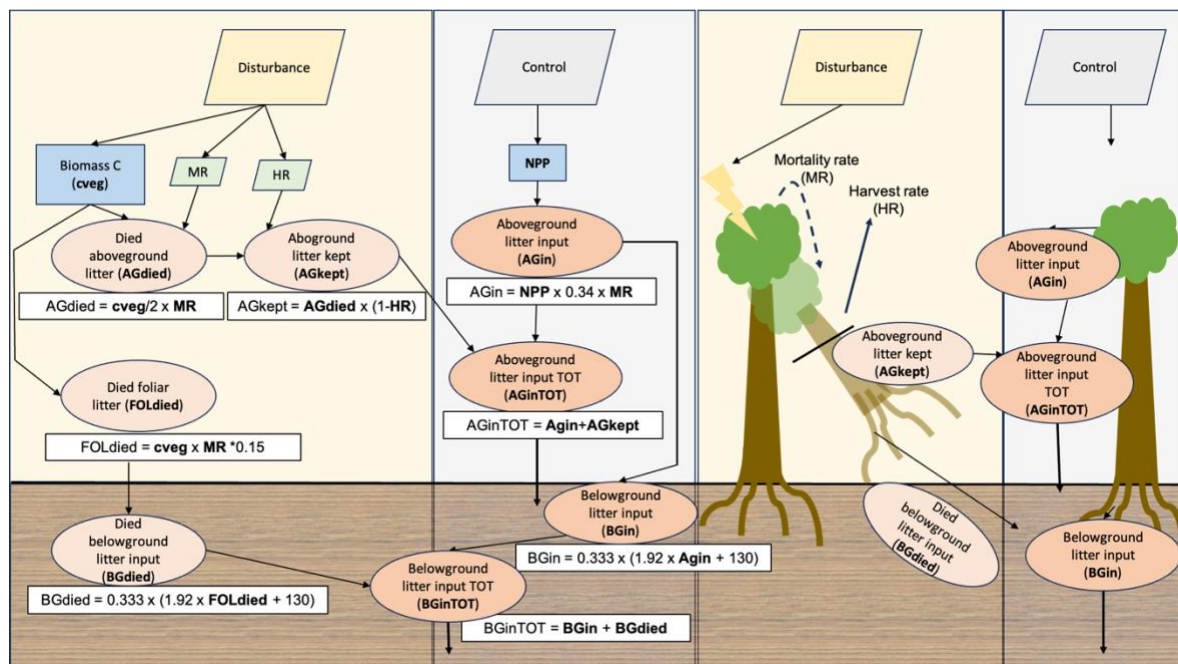 Disturbance
Biomass C
(cveg)
MR
HR
Died
aboveground
litter (AGdied)
Aboground
litter kept
(AGkept)
AGdied = cveg/2 x MR
AGkept = AGdied x (1-HR)
Died foliar
litter (FOLdied)
FOLdied = cveg x MR *0.15
Died
belowground
litter input
(BGdied)
BGdied = 0.333 x (1.92 x FOLdied + 130)
Control
NPP
Aboveground
litter input
(AGin)
AGin = NPP x 0.34 x MR
Aboveground
litter input TOT
(AGinTOT)
AGinTOT = Agin+AGkept
Belowground
litter input
(BGin)
BGin = 0.333 x (1.92 x Agin + 130)
Belowground
litter input TOT
(BGinTOT)
BGinTOT = BGin + BGdied
Disturbance
Mortality rate
(MR)
Harvest rate
(HR)
Aboveground
litter kept
(AGkept)
Died
belowground
litter input
(BGdied)
Control
Aboveground
litter input
(AGin)
Aboveground
litter input
TOT
(AGinTOT)
Belowground
litter input
(BGin)